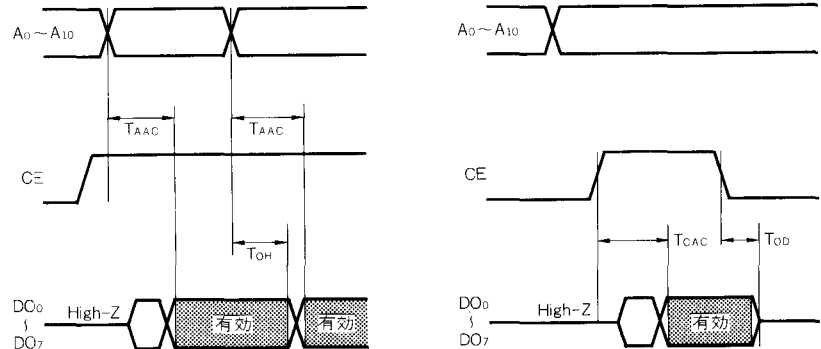 A0～A10
TAAC
TAAC
CE
TOH
DO0
～
DO7
High-Z
有効
有効
A0～A10
CE
TCAC
TOD
DO0
～
DO7
High-Z
有効